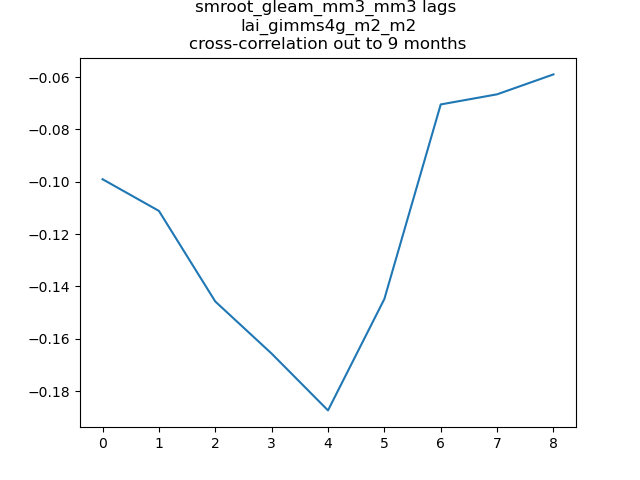 smroot_gleam_mm3_mm3 lags
lai_gimms4g_m2_m2
cross-correlation out to 9 months
−0.06
−0.08
−0.10
−0.12
−0.14
−0.16
−0.18
0 1 2 3 4 5 6 7 8